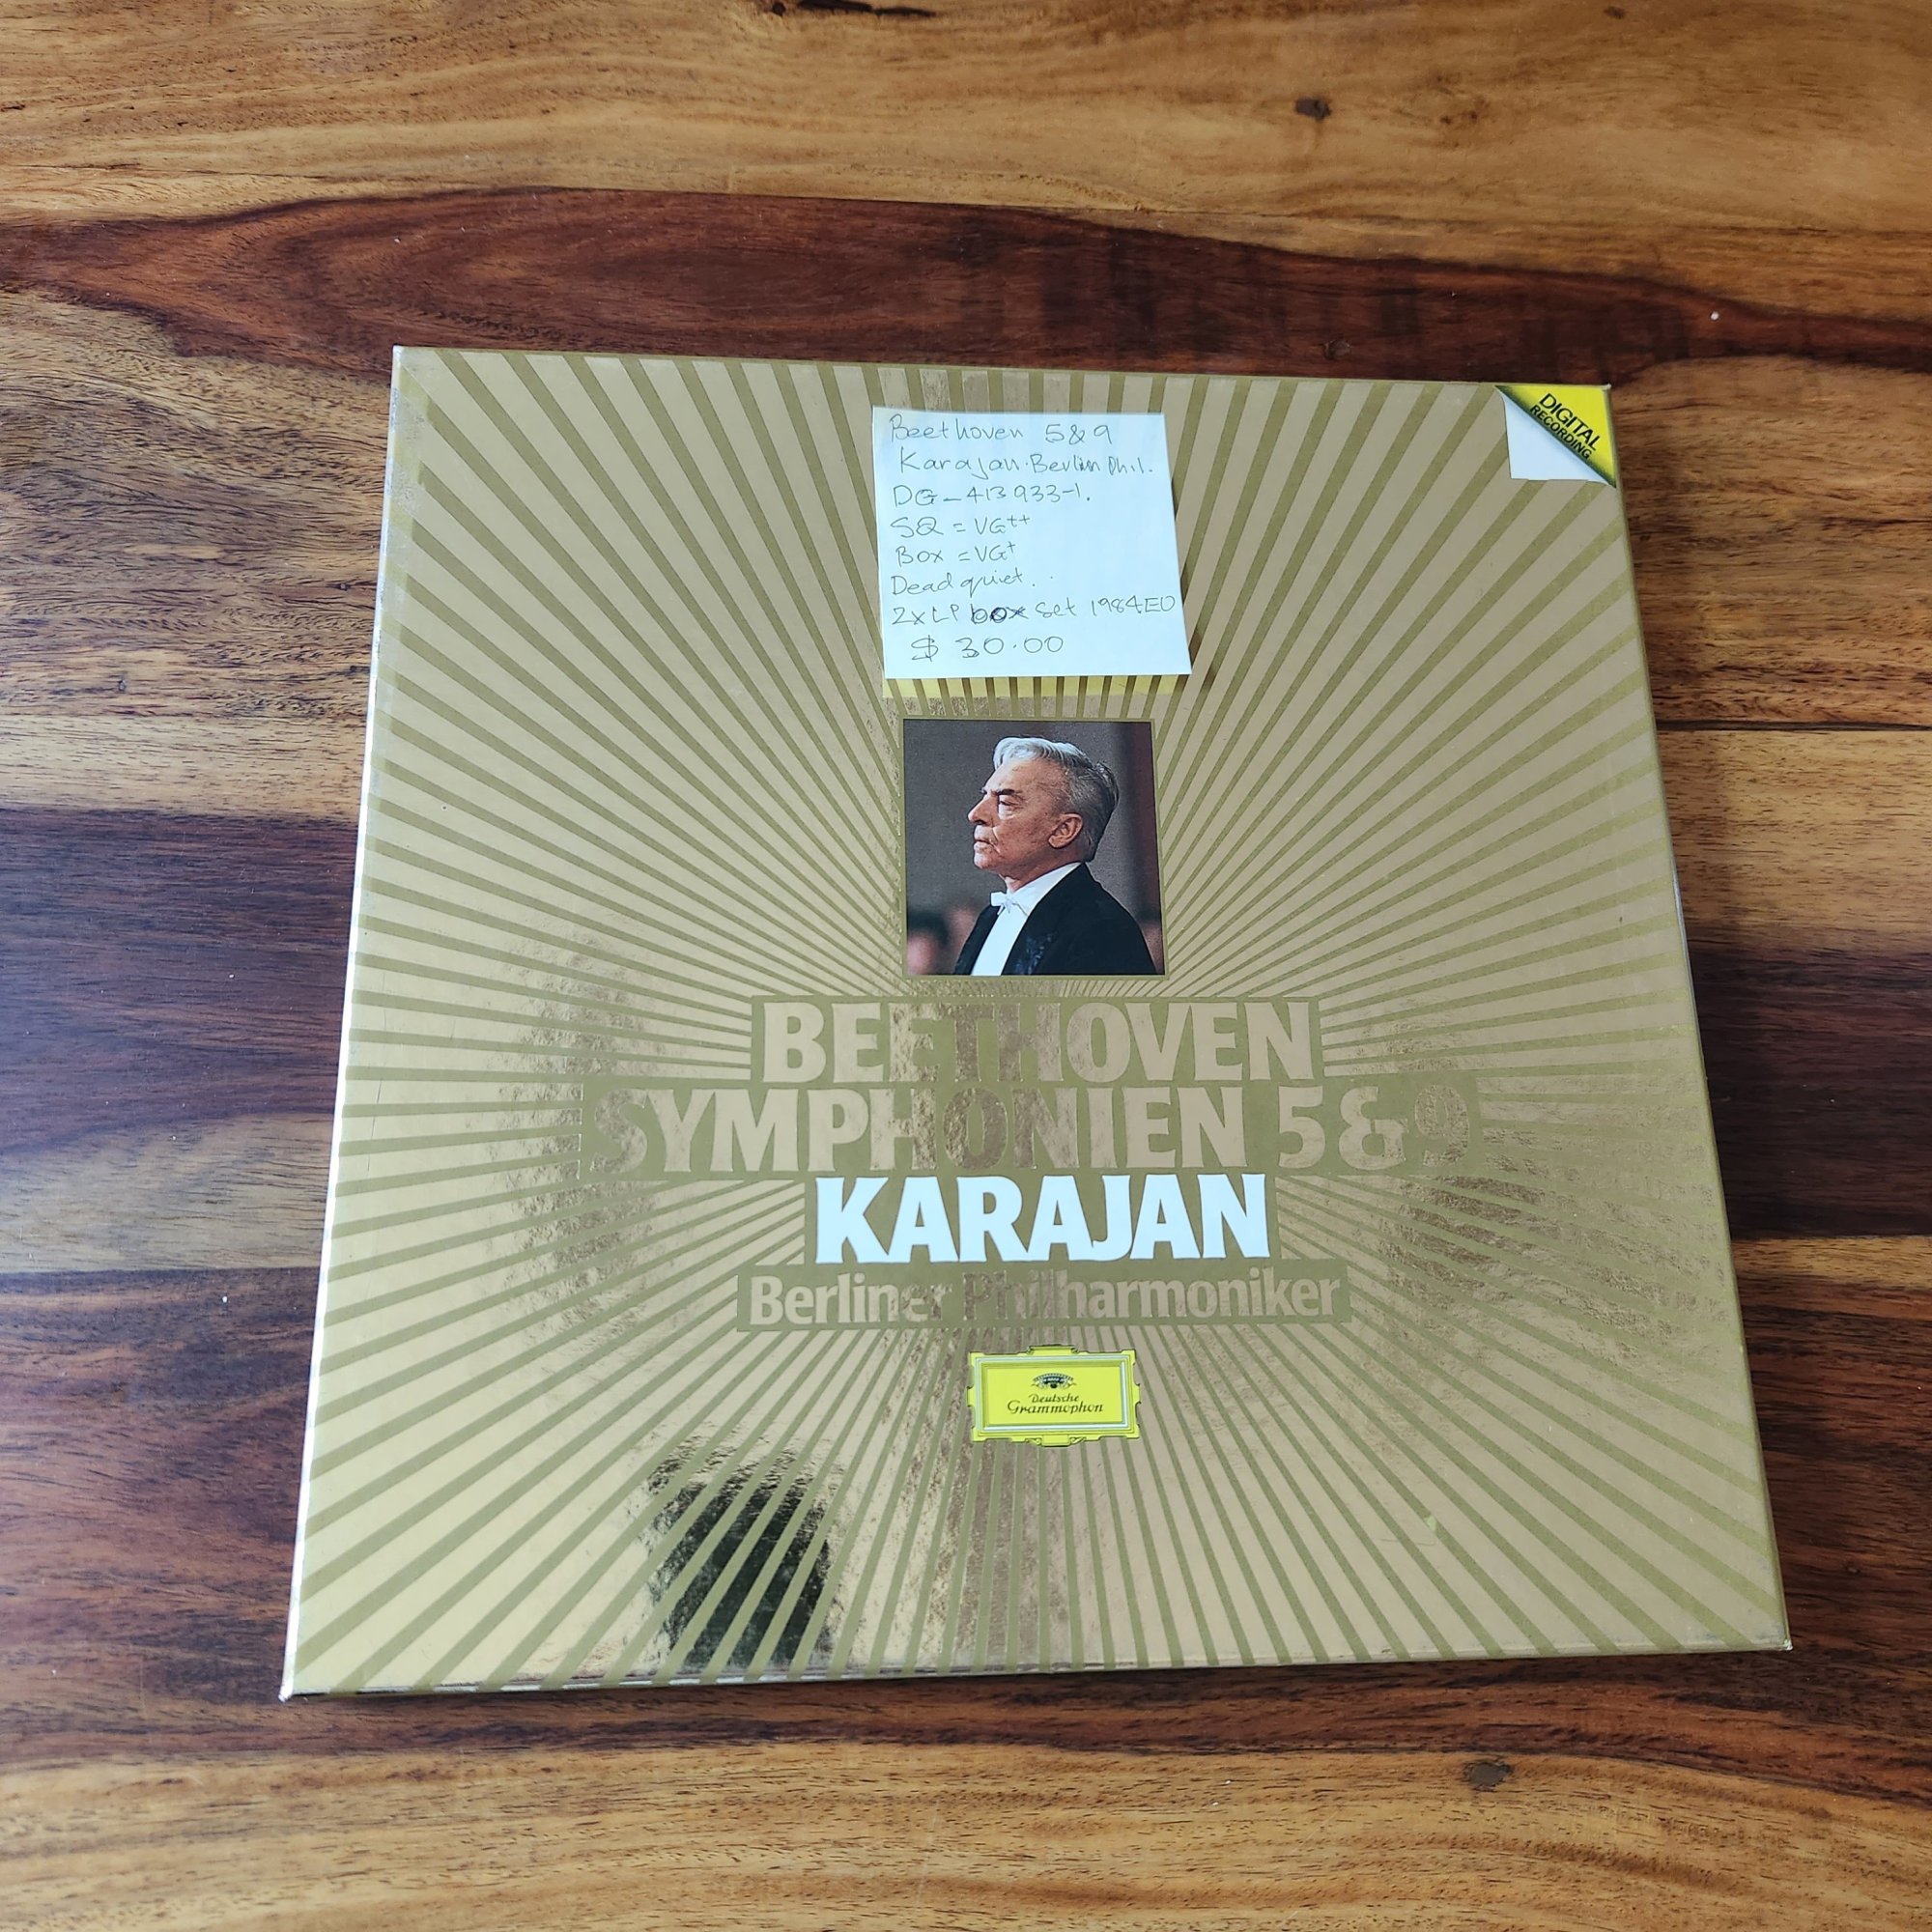 Beethoven 5&9
Karajan·Berlin Phil.
DG-413 933-1.
SQ = VG++
Box = VG+
Dead quiet.
2xLP box set 1984EU
$ 30.00
DIGITAL
RECORDING
BEETHOVEN
SYMPHONIEN 5&9
KARAJAN
Berliner Philharmoniker
Deutsche
Grammophon